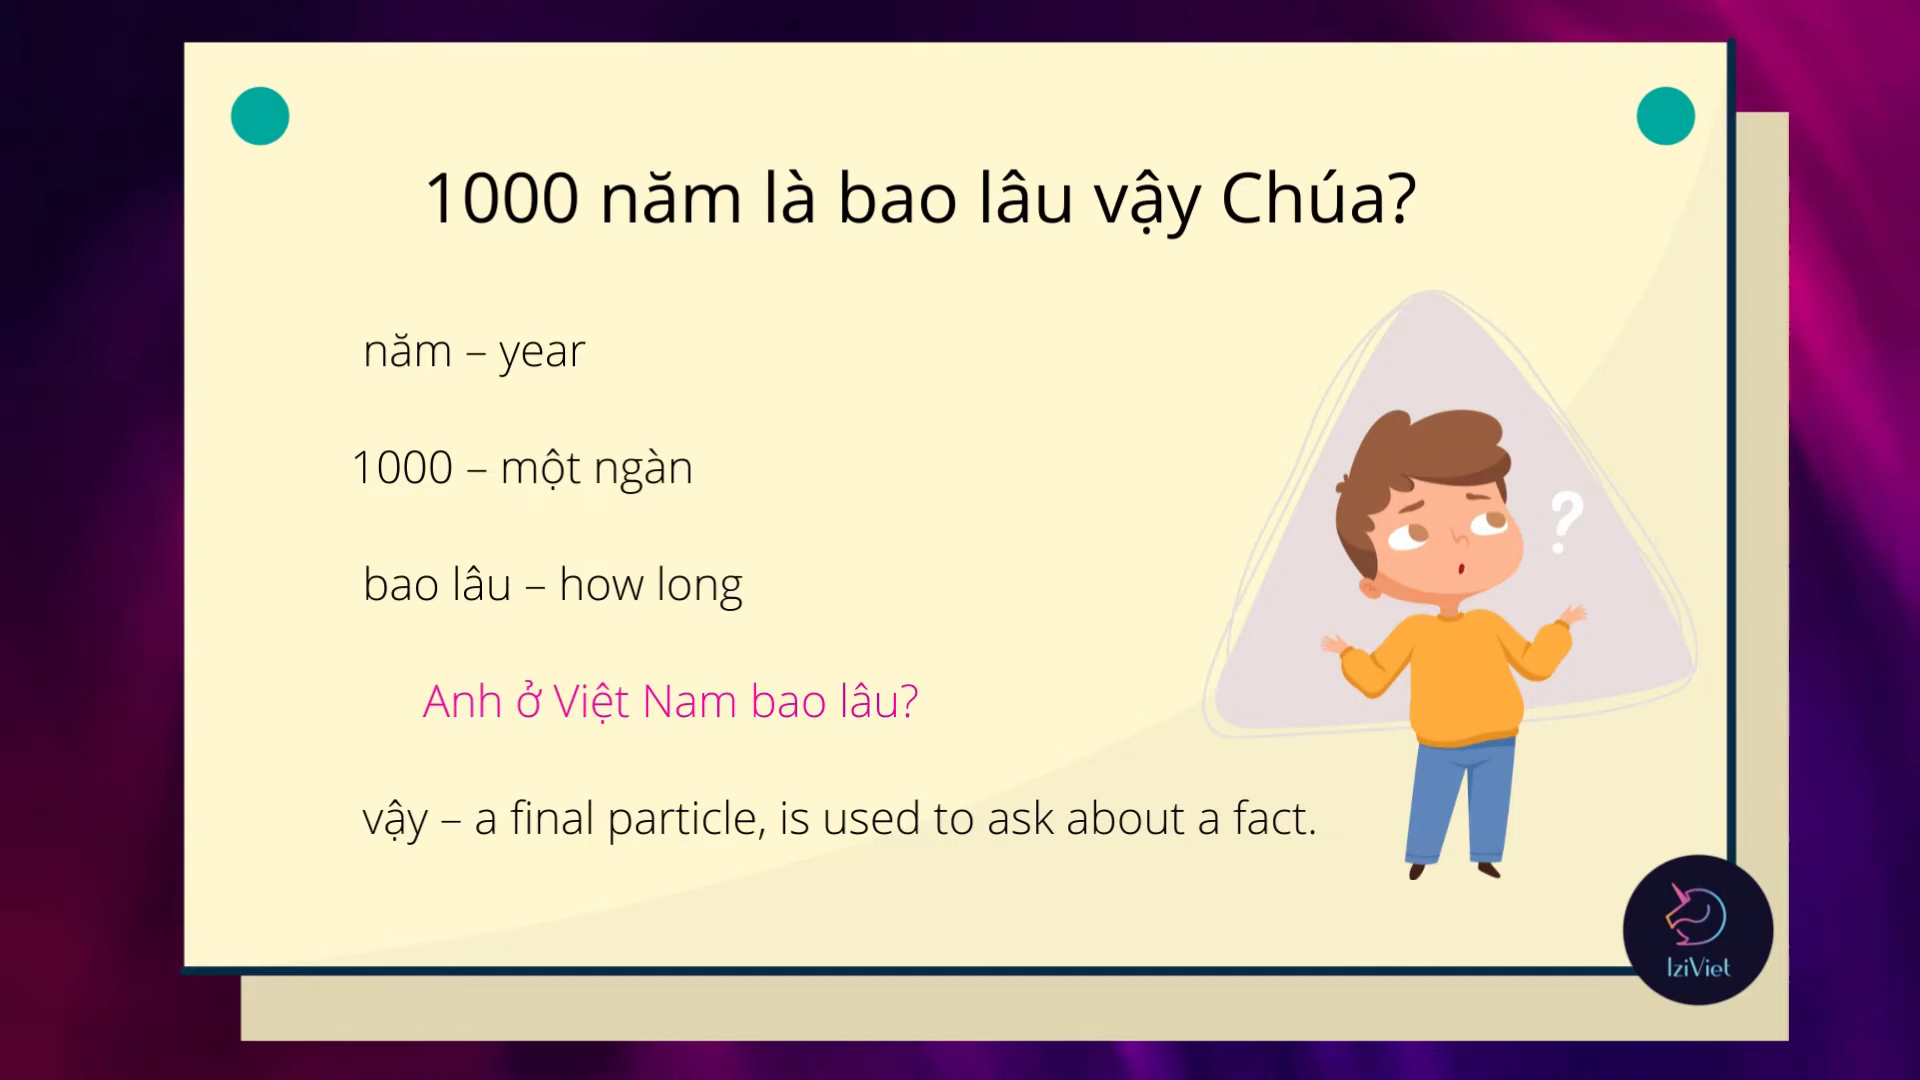 1000 năm là bao lâu vậy Chúa?
năm – year
1000 – một ngàn
bao lâu – how long
Anh ở Việt Nam bao lâu?
vậy – a final particle, is used to ask about a fact.
?
IziViet